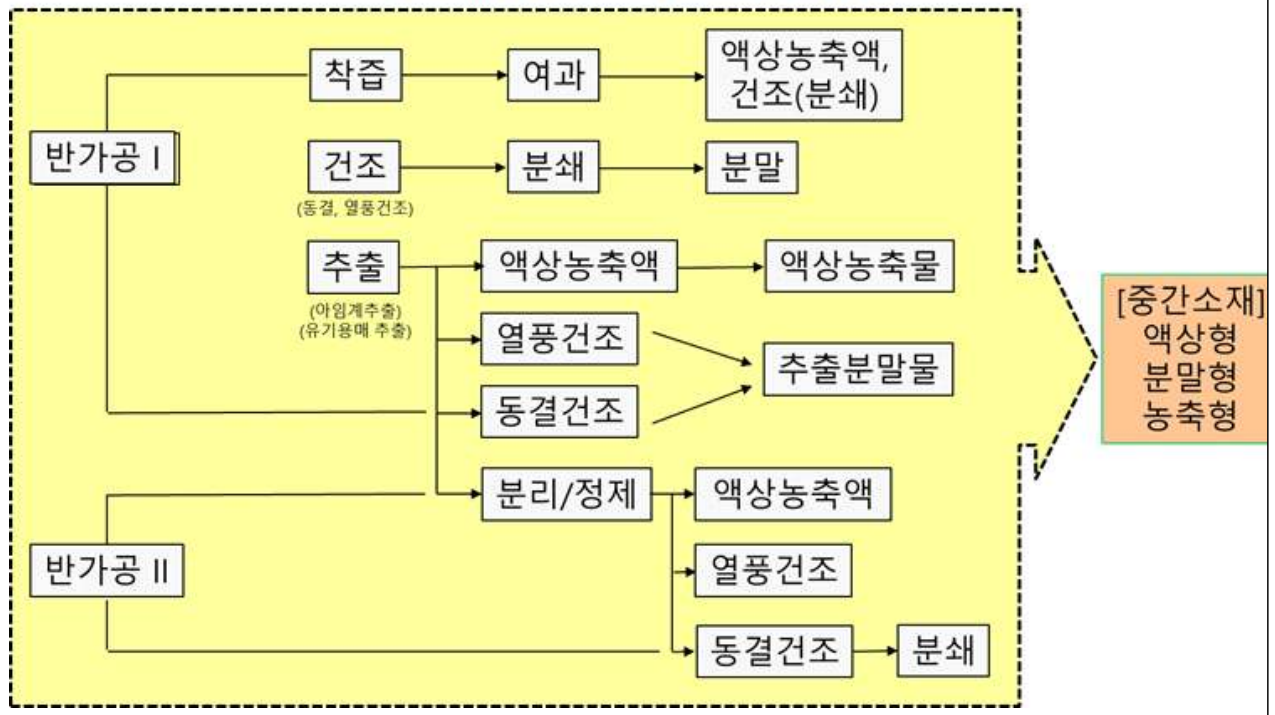 착즙
여과
액상농축액,
건조(분쇄)
반가공 I
건조
(동결, 열풍건조)
분쇄
분말
추출
(아임계추출)
(유기용매 추출)
액상농축액
액상농축물
열풍건조
추출분말물
동결건조
분리/정제
액상농축액
반가공 II
열풍건조
동결건조
분쇄
[중간소재]
액상형
분말형
농축형